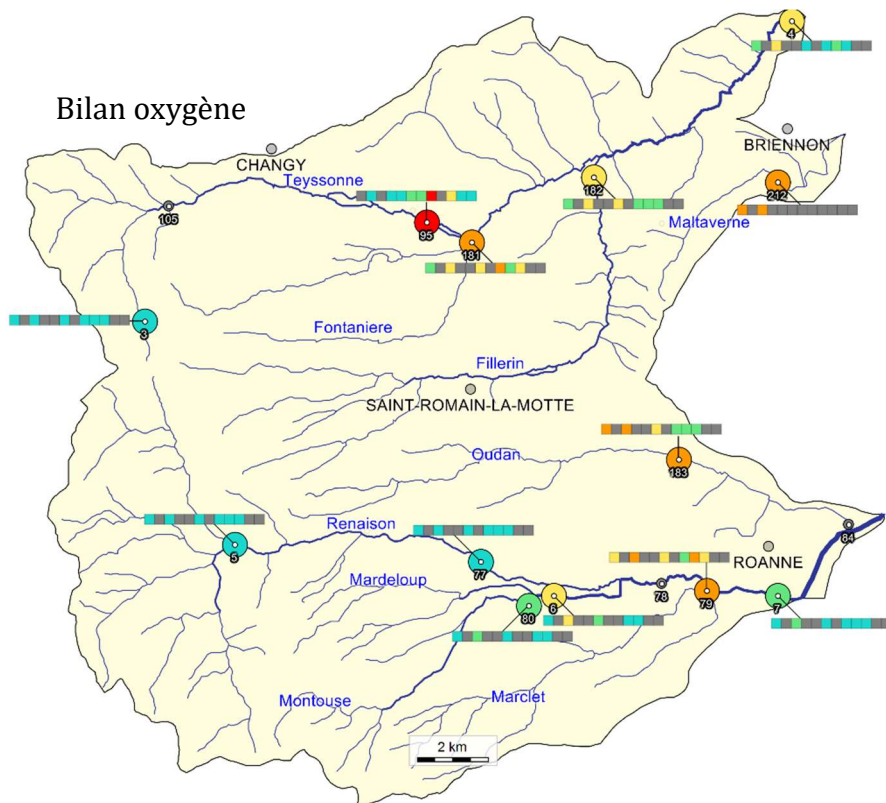 4
Bilan oxygène
BRIENNON
CHANGY
Teyssonne
182
212
105
95
Maltaverne
181
3
Fontaniere
Fillerin
SAINT-ROMAIN-LA-MOTTE
Oudan
183
Renaison
84
5
77
ROANNE
Mardeloup
78
79
80
6
7
Montouse
Marclet
2 km